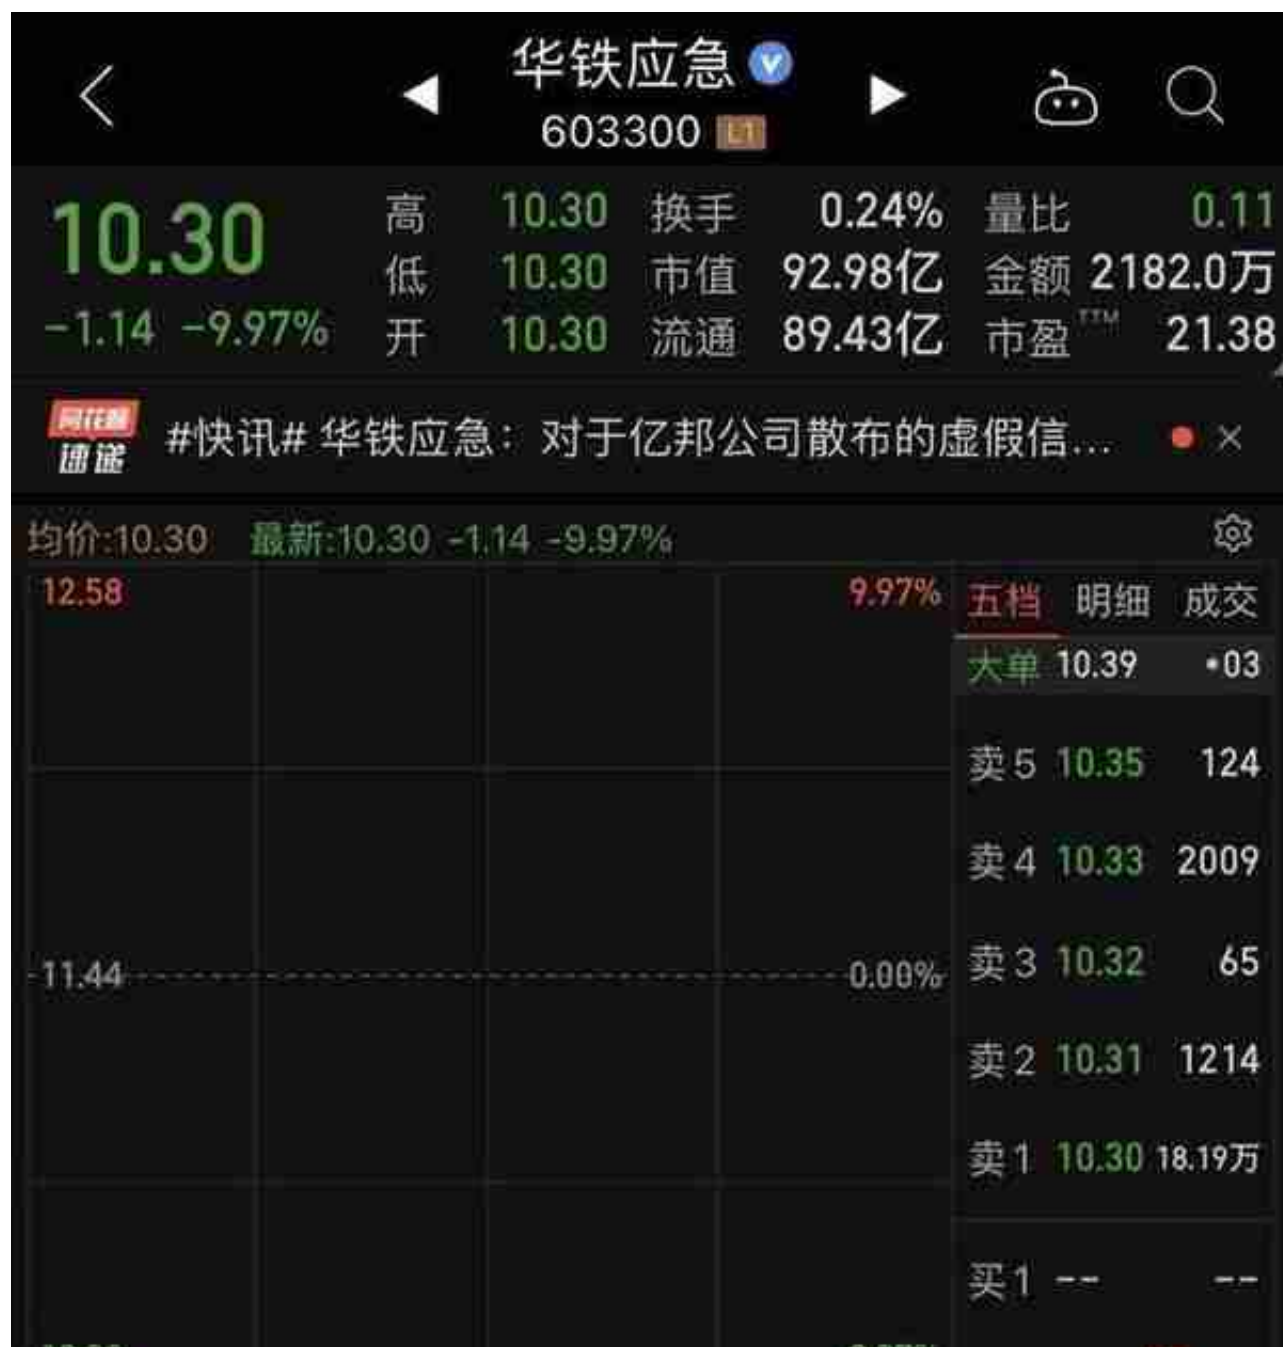 华铁应急
603300 L1
10.30 高 10.30 换手 0.24% 量比 0.11
低 10.30 市值 92.98亿 金额 2182.0万
-1.14 -9.97% 开 10.30 流通 89.43亿 市盈TTM 21.38
同花顺
速递
#快讯# 华铁应急：对于亿邦公司散布的虚假信...
均价:10.30 最新:10.30 -1.14 -9.97%
12.58 9.97% 五档 明细 成交
大单 10.39 •03
卖5 10.35 124
卖4 10.33 2009
11.44 0.00% 卖3 10.32 65
卖2 10.31 1214
卖1 10.30 18.19万
买1 -- --